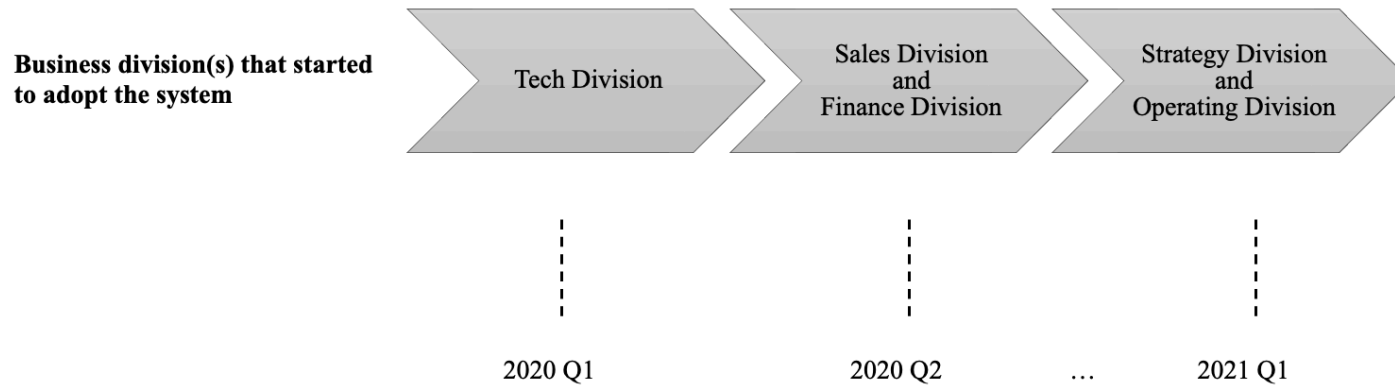 Business division(s) that started
to adopt the system
Tech Division
Sales Division
and
Finance Division
Strategy Division
and
Operating Division
2020 Q1
2020 Q2
...
2021 Q1